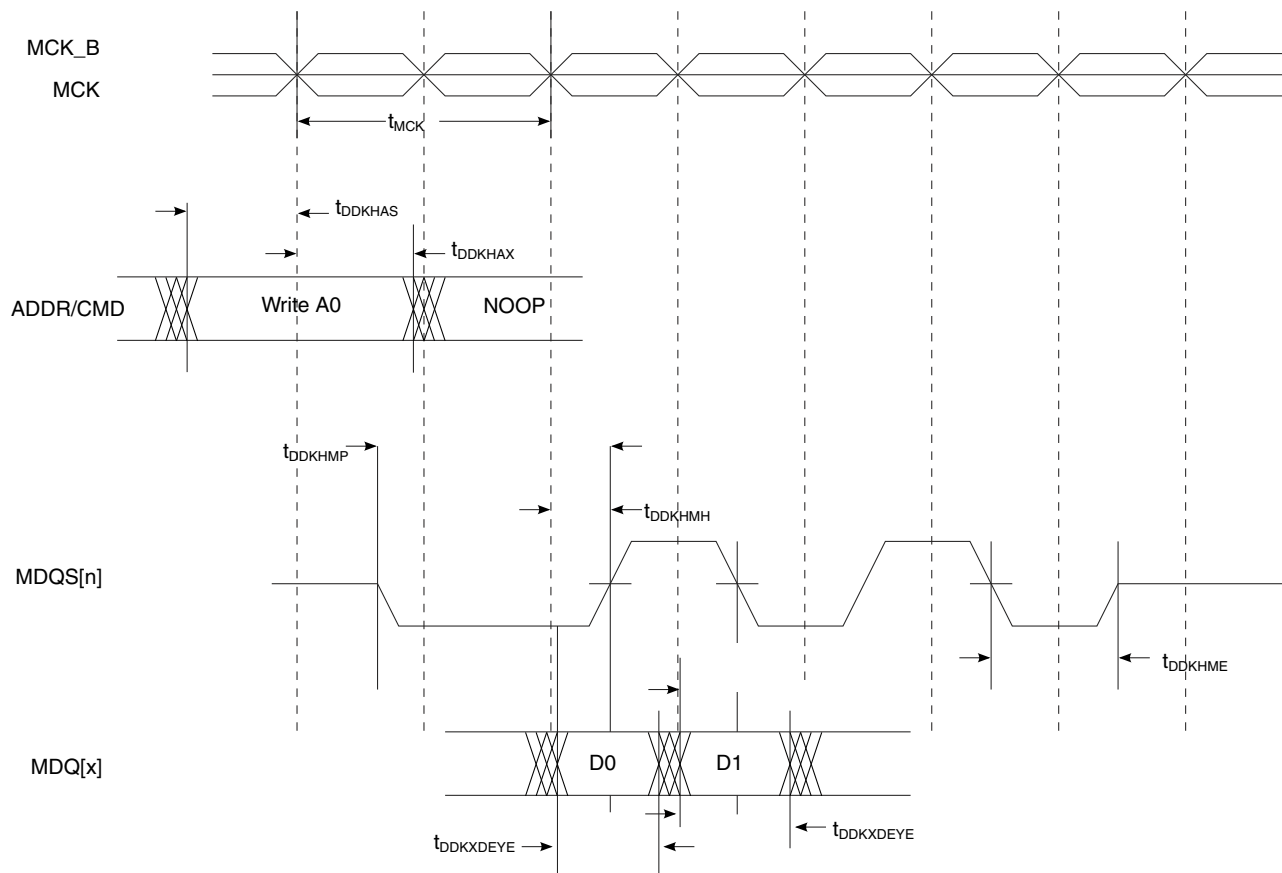 MCK_B
MCK
tMCK
tDDKHAS
tDDKHAX
ADDR/CMD
Write A0
NOOP
tDDKHMP
tDDKHMH
MDQS[n]
tDDKHME
MDQ[x]
D0
D1
tDDKXDEYE
tDDKXDEYE